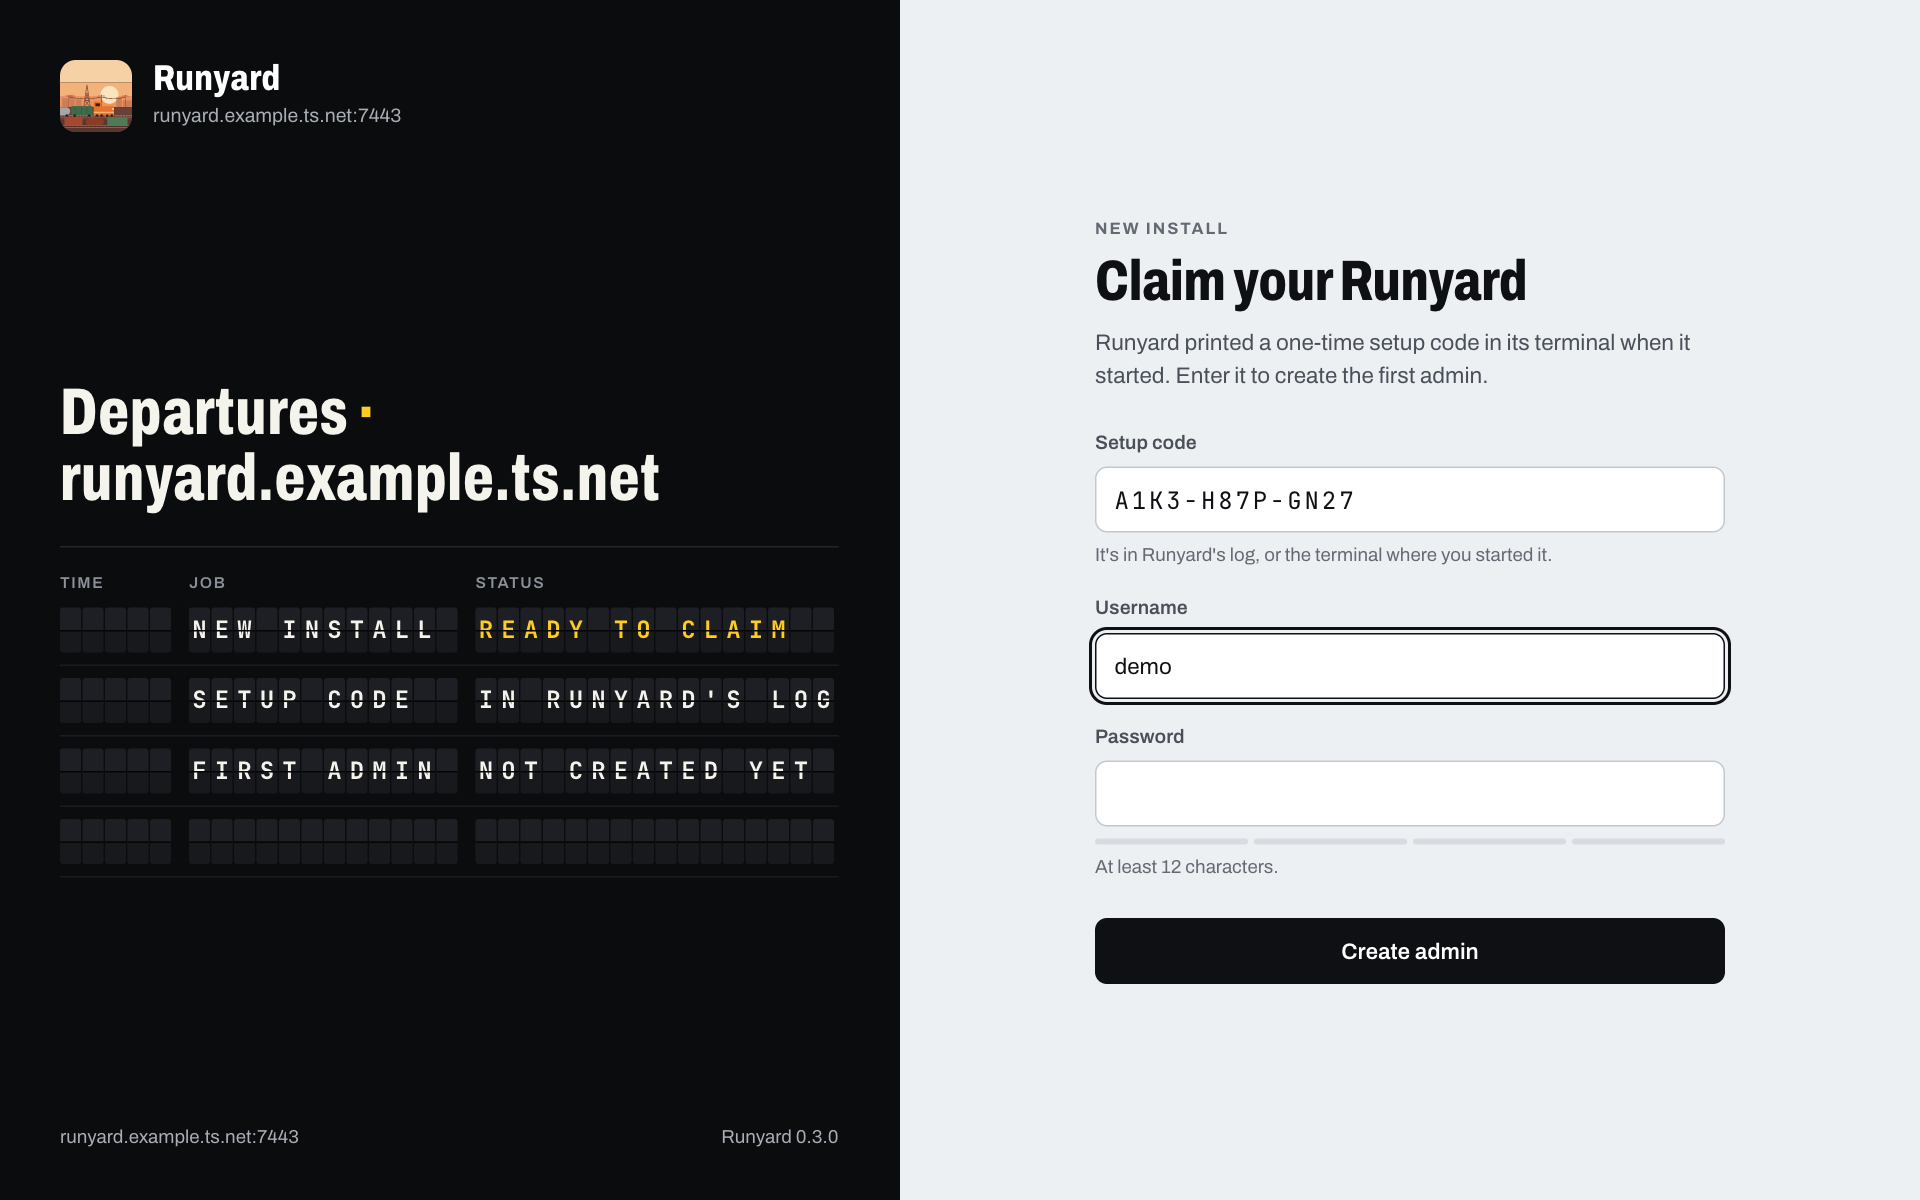 Runyard
runyard.example.ts.net:7443
Departures ·
runyard.example.ts.net
TIME JOB STATUS
NEW INSTALL READY TO CLAIM
SETUP CODE IN RUNYARD'S LOG
FIRST ADMIN NOT CREATED YET
runyard.example.ts.net:7443 Runyard 0.3.0
NEW INSTALL
Claim your Runyard
Runyard printed a one-time setup code in its terminal when it
started. Enter it to create the first admin.
Setup code
A1K3-H87P-GN27
It's in Runyard's log, or the terminal where you started it.
Username
demo
Password
At least 12 characters.
Create admin